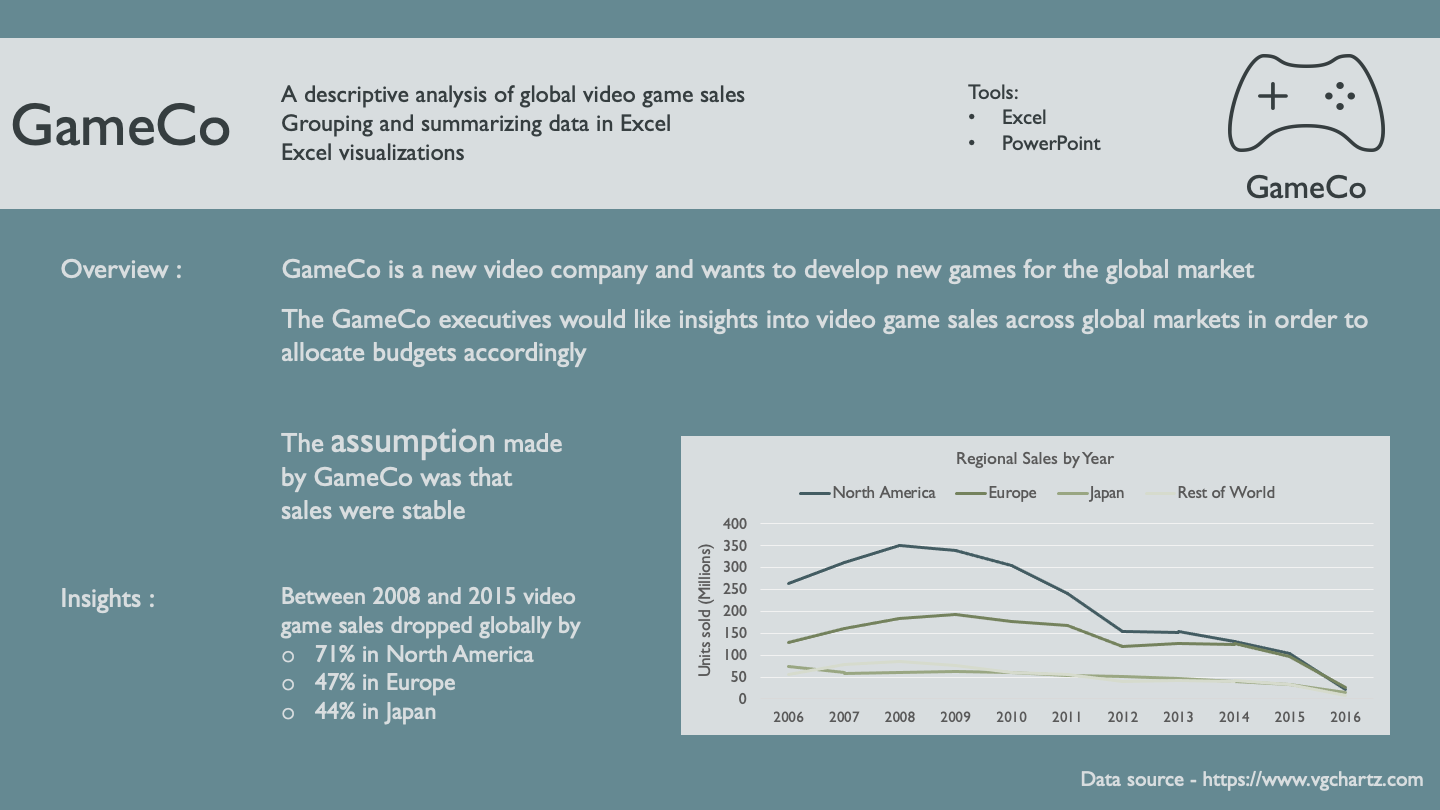 GameCo
A descriptive analysis of global video game sales
Grouping and summarizing data in Excel
Excel visualizations
Tools:
• Excel
• PowerPoint
GameCo
Overview :
GameCo is a new video company and wants to develop new games for the global market
The GameCo executives would like insights into video game sales across global markets in order to
allocate budgets accordingly
The assumption made
by GameCo was that
sales were stable
Insights :
Between 2008 and 2015 video
game sales dropped globally by
o 71% in North America
o 47% in Europe
o 44% in Japan
Regional Sales by Year
North America Europe Japan Rest of World
Units sold (Millions)
400
350
300
250
200
150
100
50
0
2006 2007 2008 2009 2010 2011 2012 2013 2014 2015 2016
Data source - https://www.vgchartz.com